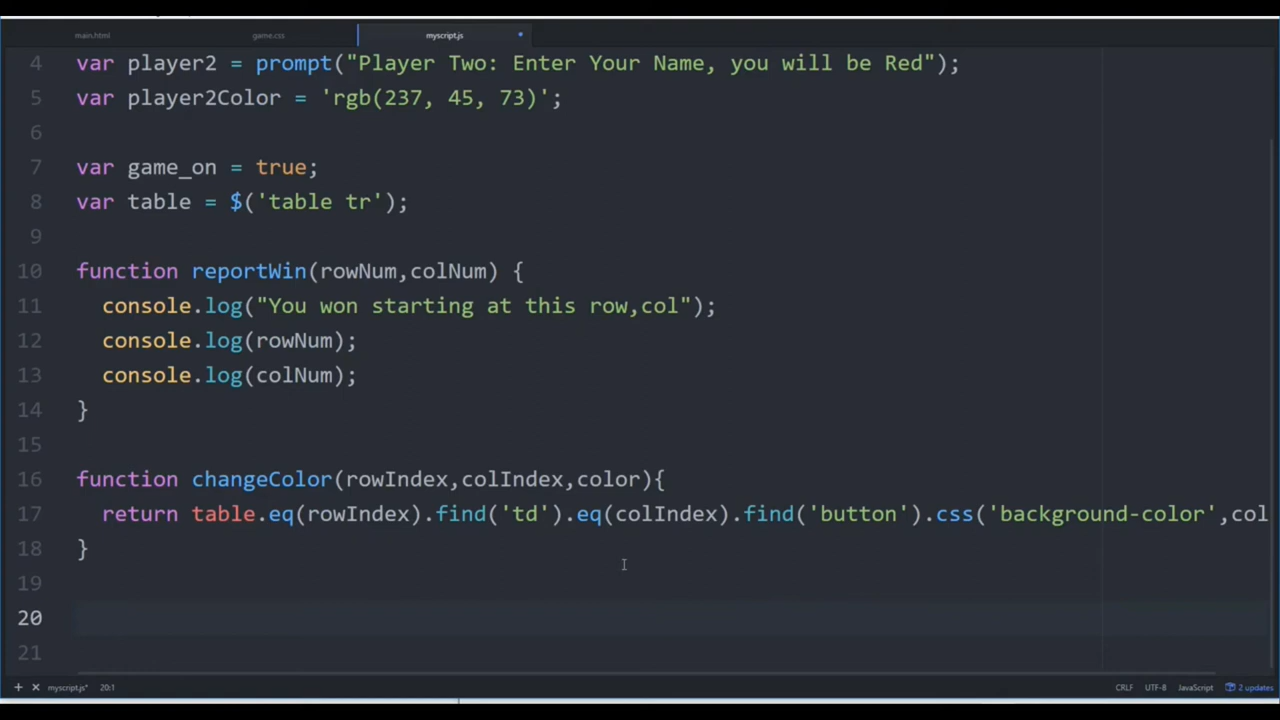 main.html game.css myscript.js
4 var player2 = prompt("Player Two: Enter Your Name, you will be Red");
5 var player2Color = 'rgb(237, 45, 73)';
6
7 var game_on = true;
8 var table = $('table tr');
9
10 function reportWin(rowNum,colNum) {
11 console.log("You won starting at this row,col");
12 console.log(rowNum);
13 console.log(colNum);
14 }
15
16 function changeColor(rowIndex,colIndex,color){
17 return table.eq(rowIndex).find('td').eq(colIndex).find('button').css('background-color',col
18 }
19
20
21
+ × myscript.js* 20:1 CRLF UTF-8 JavaScript 2 updates